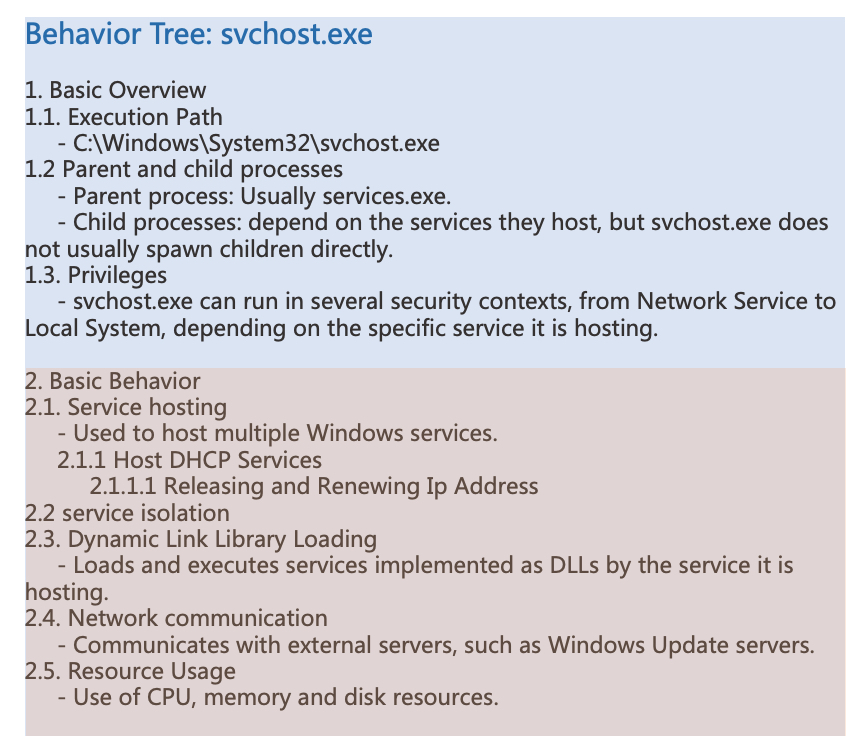 Behavior Tree: svchost.exe
1. Basic Overview
1.1. Execution Path
- C:\Windows\System32\svchost.exe
1.2 Parent and child processes
- Parent process: Usually services.exe.
- Child processes: depend on the services they host, but svchost.exe does
not usually spawn children directly.
1.3. Privileges
- svchost.exe can run in several security contexts, from Network Service to
Local System, depending on the specific service it is hosting.
2. Basic Behavior
2.1. Service hosting
- Used to host multiple Windows services.
2.1.1 Host DHCP Services
2.1.1.1 Releasing and Renewing Ip Address
2.2 service isolation
2.3. Dynamic Link Library Loading
- Loads and executes services implemented as DLLs by the service it is
hosting.
2.4. Network communication
- Communicates with external servers, such as Windows Update servers.
2.5. Resource Usage
- Use of CPU, memory and disk resources.